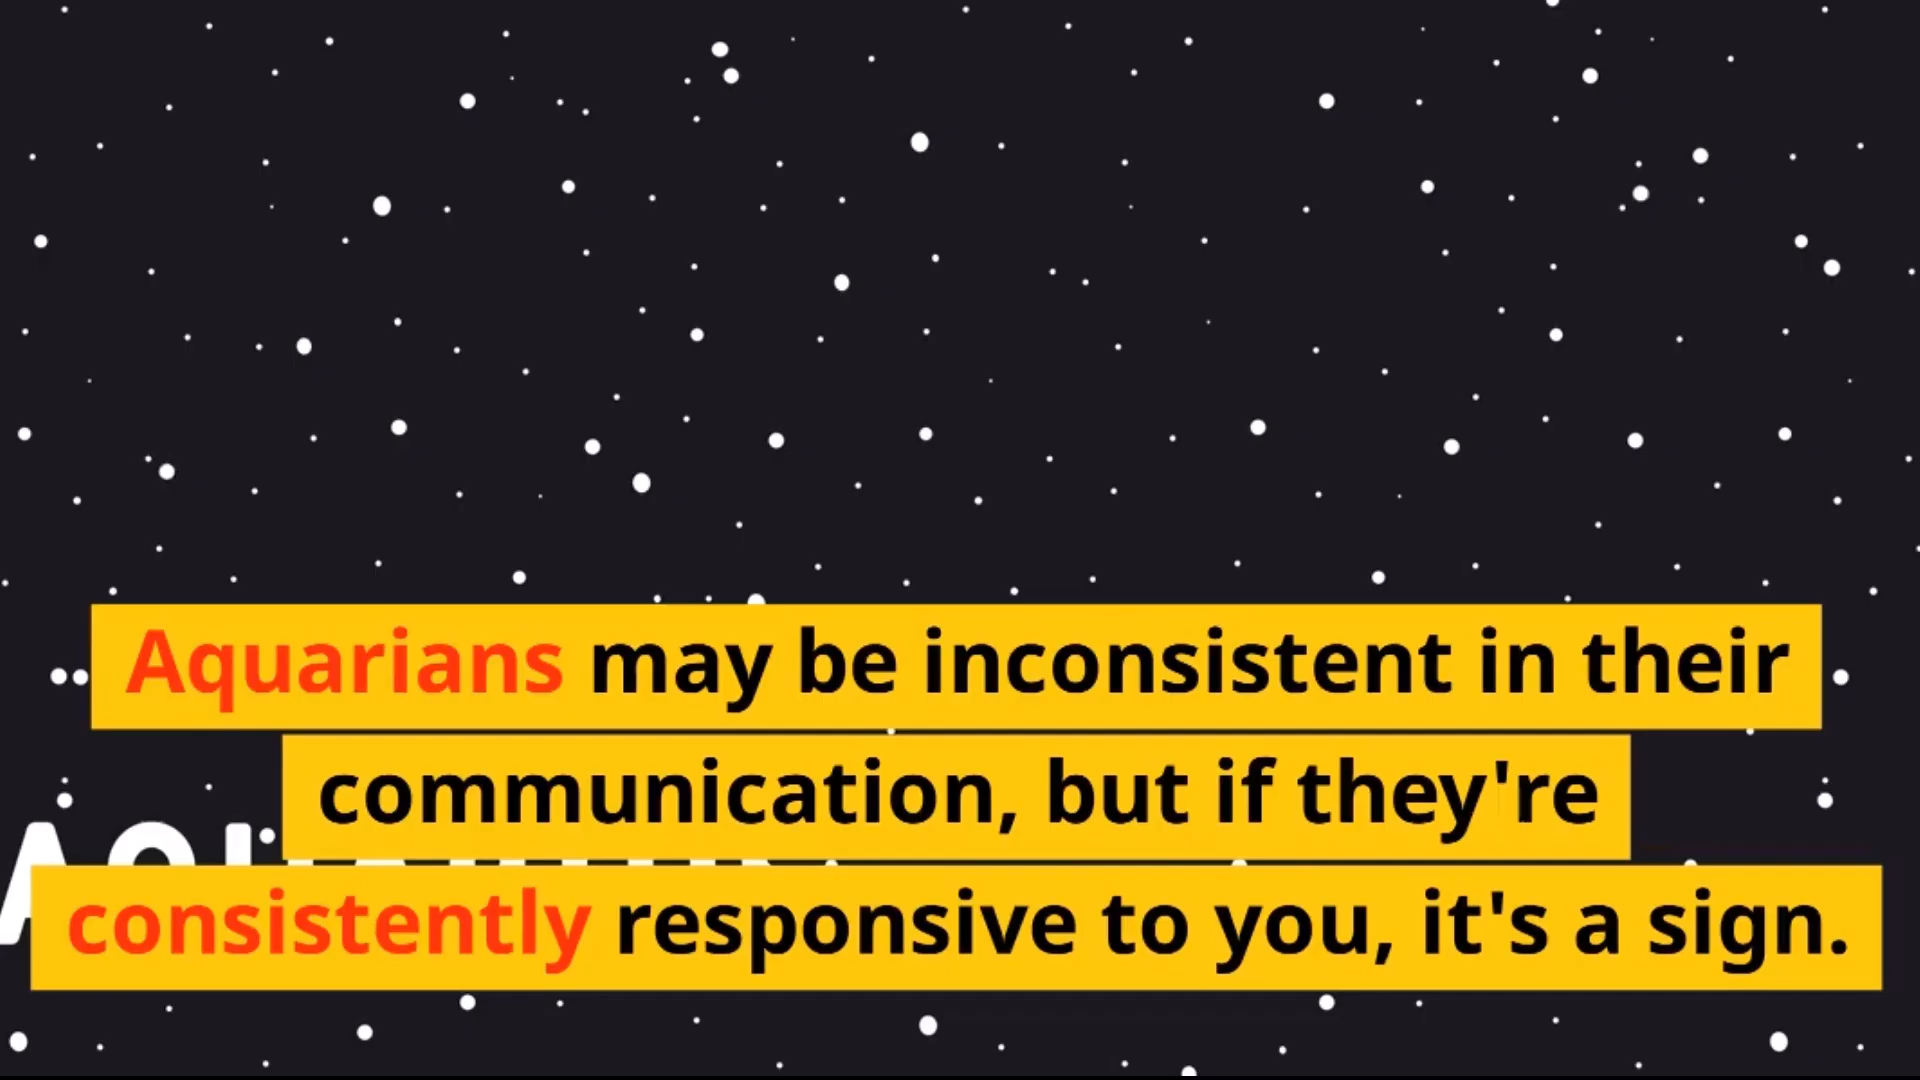 Aquarians may be inconsistent in their
communication, but if they're
consistently responsive to you, it's a sign.